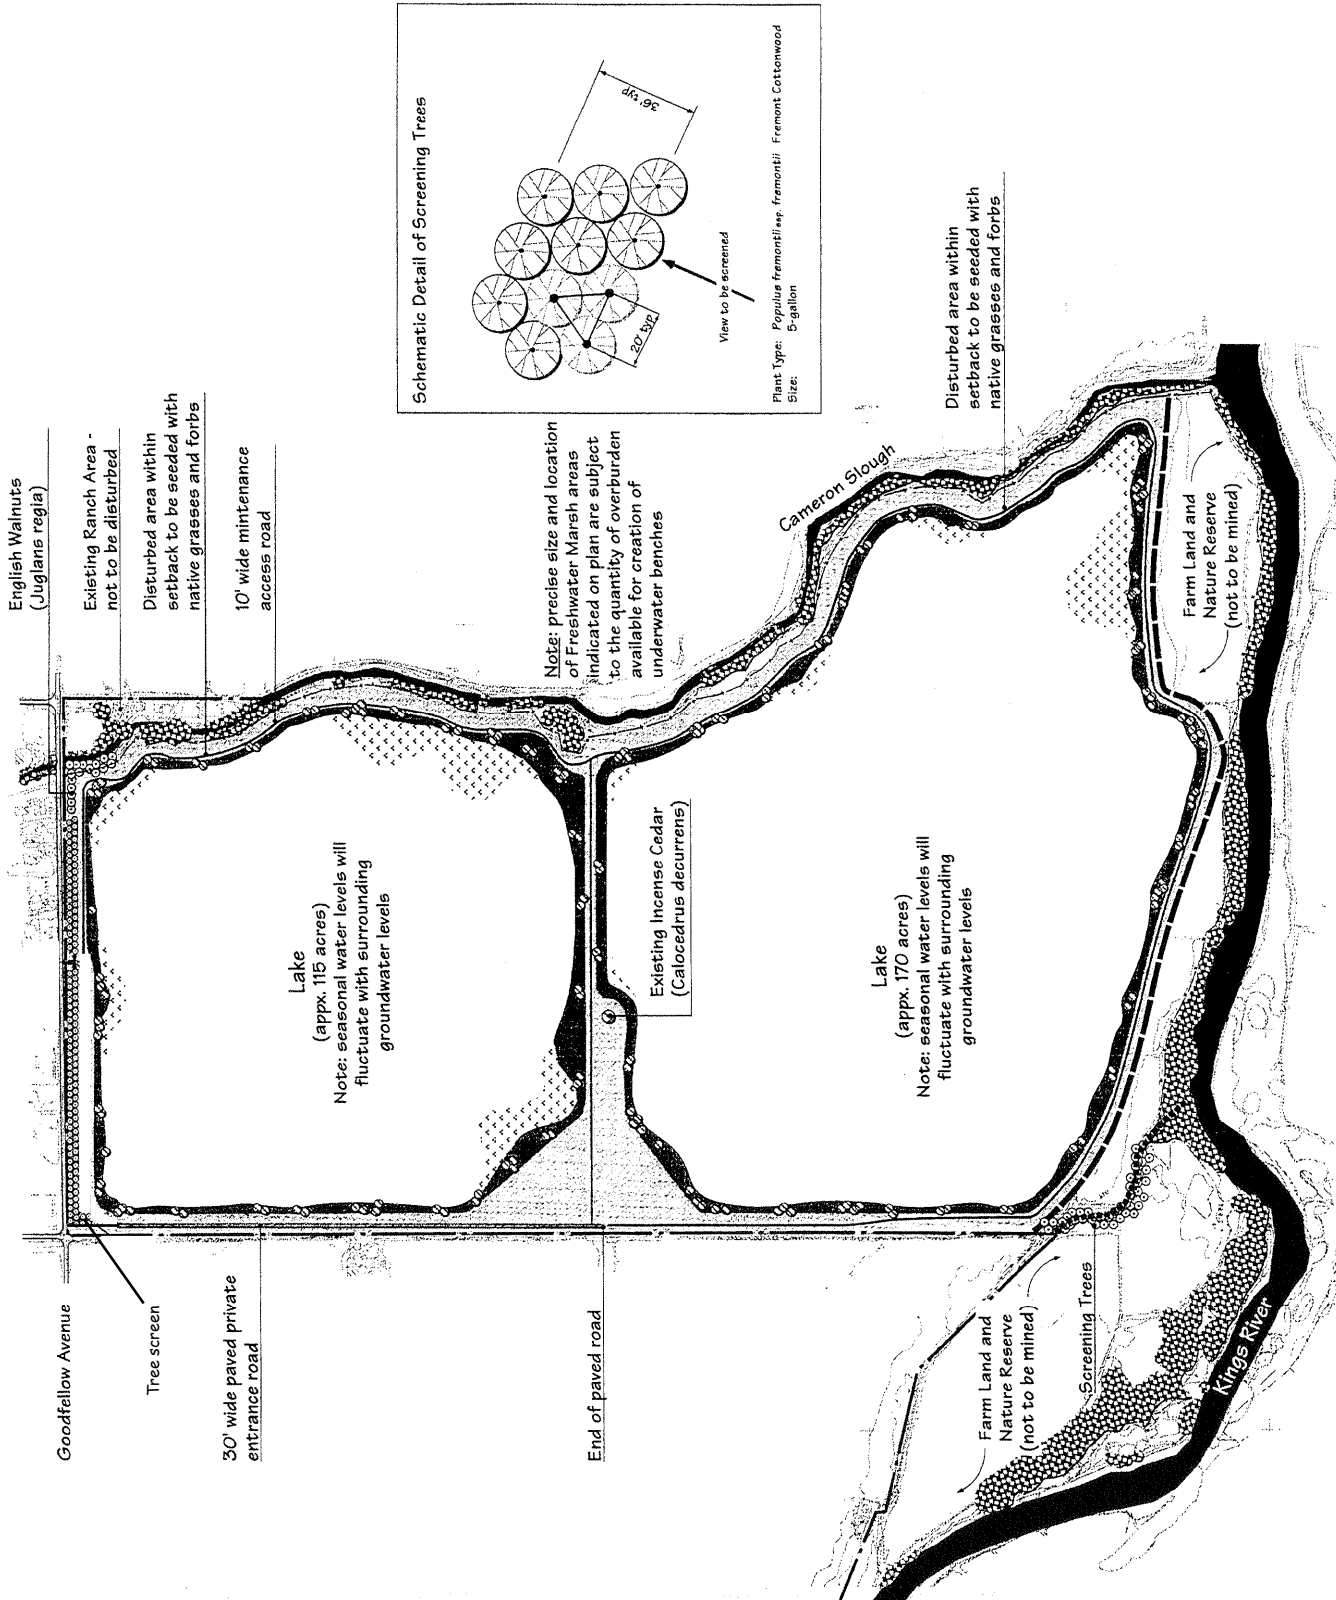 English Walnuts
(Juglans regia)
Existing Ranch Area -
not to be disturbed
Disturbed area within
setback to be seeded with
native grasses and forbs
10' wide mintenance
access road
Schematic Detail of Screening Trees
36' typ
20' typ.
View to be screened
Plant Type: Populus fremontii ssp. fremontii Fremont Cottonwood
Size: 5-gallon
Note: precise size and location
of Freshwater Marsh areas
indicated on plan are subject
to the quantity of overburden
available for creation of
underwater benches
Cameron Slough
Disturbed area within
setback to be seeded with
native grasses and forbs
Farm Land and
Nature Reserve
(not to be mined)
Lake
(appx. 115 acres)
Note: seasonal water levels will
fluctuate with surrounding
groundwater levels
Existing Incense Cedar
(Calocedrus decurrens)
Lake
(appx. 170 acres)
Note: seasonal water levels will
fluctuate with surrounding
groundwater levels
Goodfellow Avenue
Tree screen
30' wide paved private
entrance road
End of paved road
Farm Land and
Nature Reserve
(not to be mined)
Screening Trees
Kings River